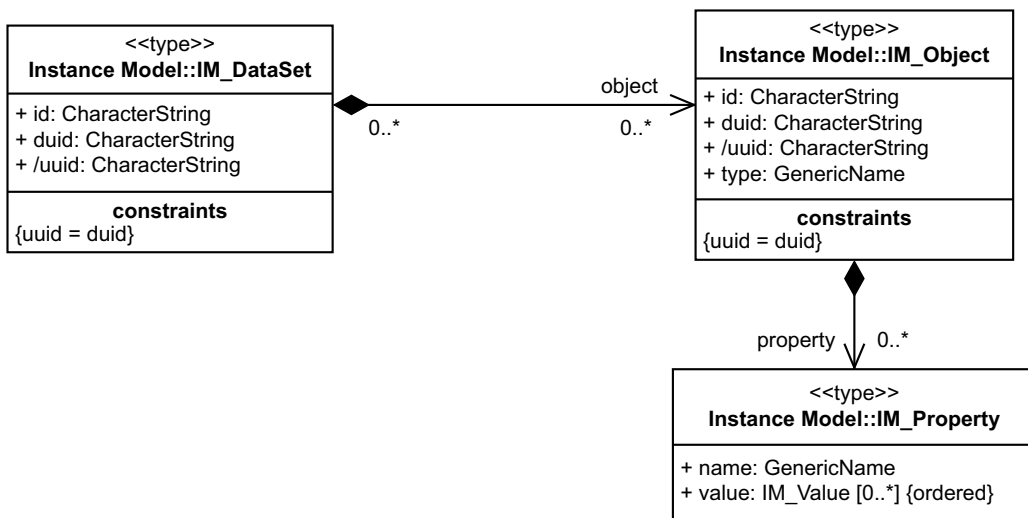 <<type>>
Instance Model::IM_DataSet
+ id: CharacterString
+ duid: CharacterString
+ /uuid: CharacterString
constraints
{uuid = duid}
0..*
object
0..*
<<type>>
Instance Model::IM_Object
+ id: CharacterString
+ duid: CharacterString
+ /uuid: CharacterString
+ type: GenericName
constraints
{uuid = duid}
property
0..*
<<type>>
Instance Model::IM_Property
+ name: GenericName
+ value: IM_Value [0..*] {ordered}